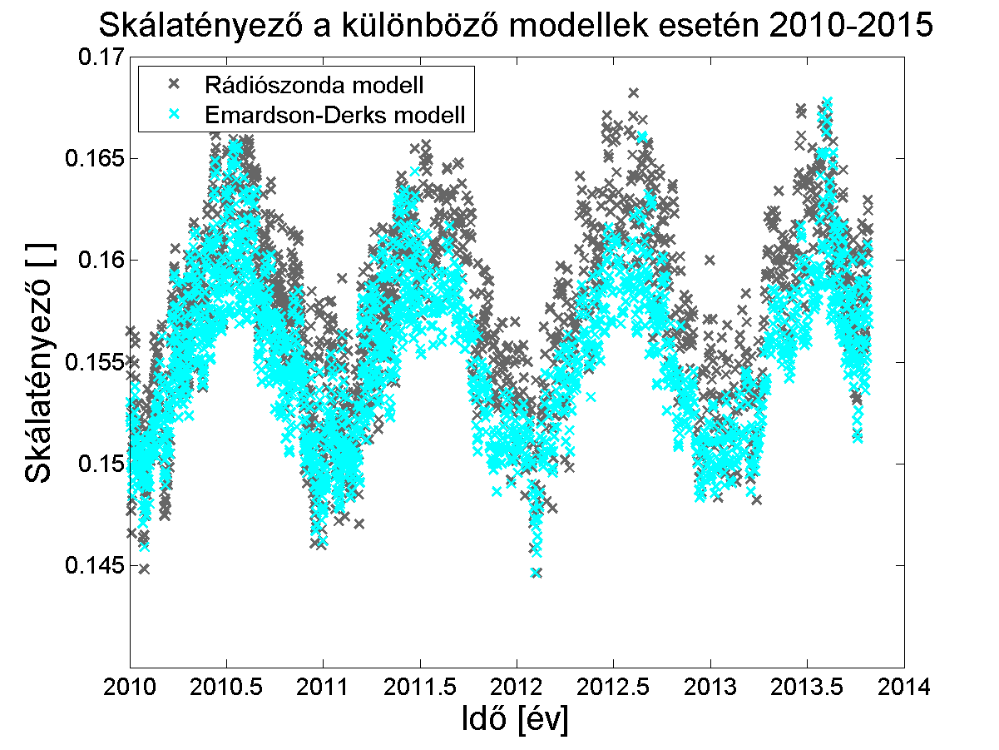 Skálatényező a különböző modellek esetén 2010-2015
0.17
Rádiószonda modell
Emardson-Derks modell
0.165
0.16
0.155
0.15
0.145
Skálatényező [ ]
2010 2010.5 2011 2011.5 2012 2012.5 2013 2013.5 2014
Idő [év]